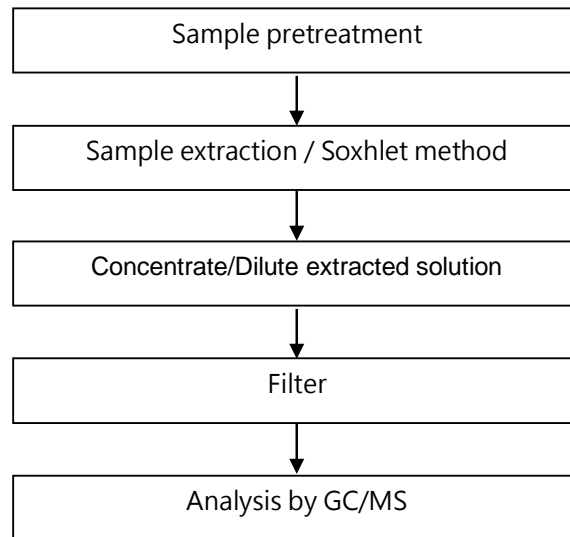 Sample pretreatment
Sample extraction / Soxhlet method
Concentrate/Dilute extracted solution
Filter
Analysis by GC/MS